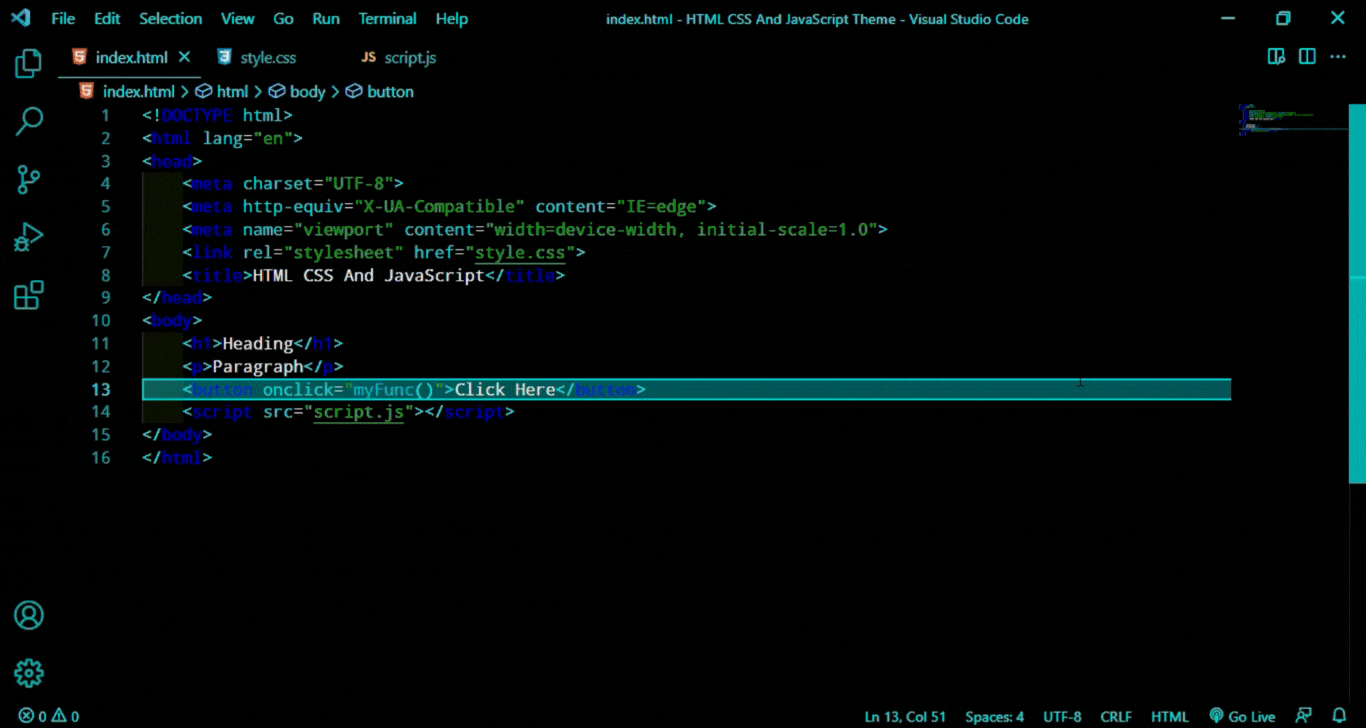 File Edit Selection View Go Run Terminal Help index.html - HTML CSS And JavaScript Theme - Visual Studio Code
index.html style.css JS script.js
index.html > html > body > button
1 <!DOCTYPE html>
2 <html lang="en">
3 <head>
4 <meta charset="UTF-8">
5 <meta http-equiv="X-UA-Compatible" content="IE=edge">
6 <meta name="viewport" content="width=device-width, initial-scale=1.0">
7 <link rel="stylesheet" href="style.css">
8 <title>HTML CSS And JavaScript</title>
9 </head>
10 <body>
11 <h1>Heading</h1>
12 <p>Paragraph</p>
13 <button onclick="myFunc()">Click Here</button>
14 <script src="script.js"></script>
15 </body>
16 </html>
0 0 Ln 13, Col 51 Spaces: 4 UTF-8 CRLF HTML Go Live